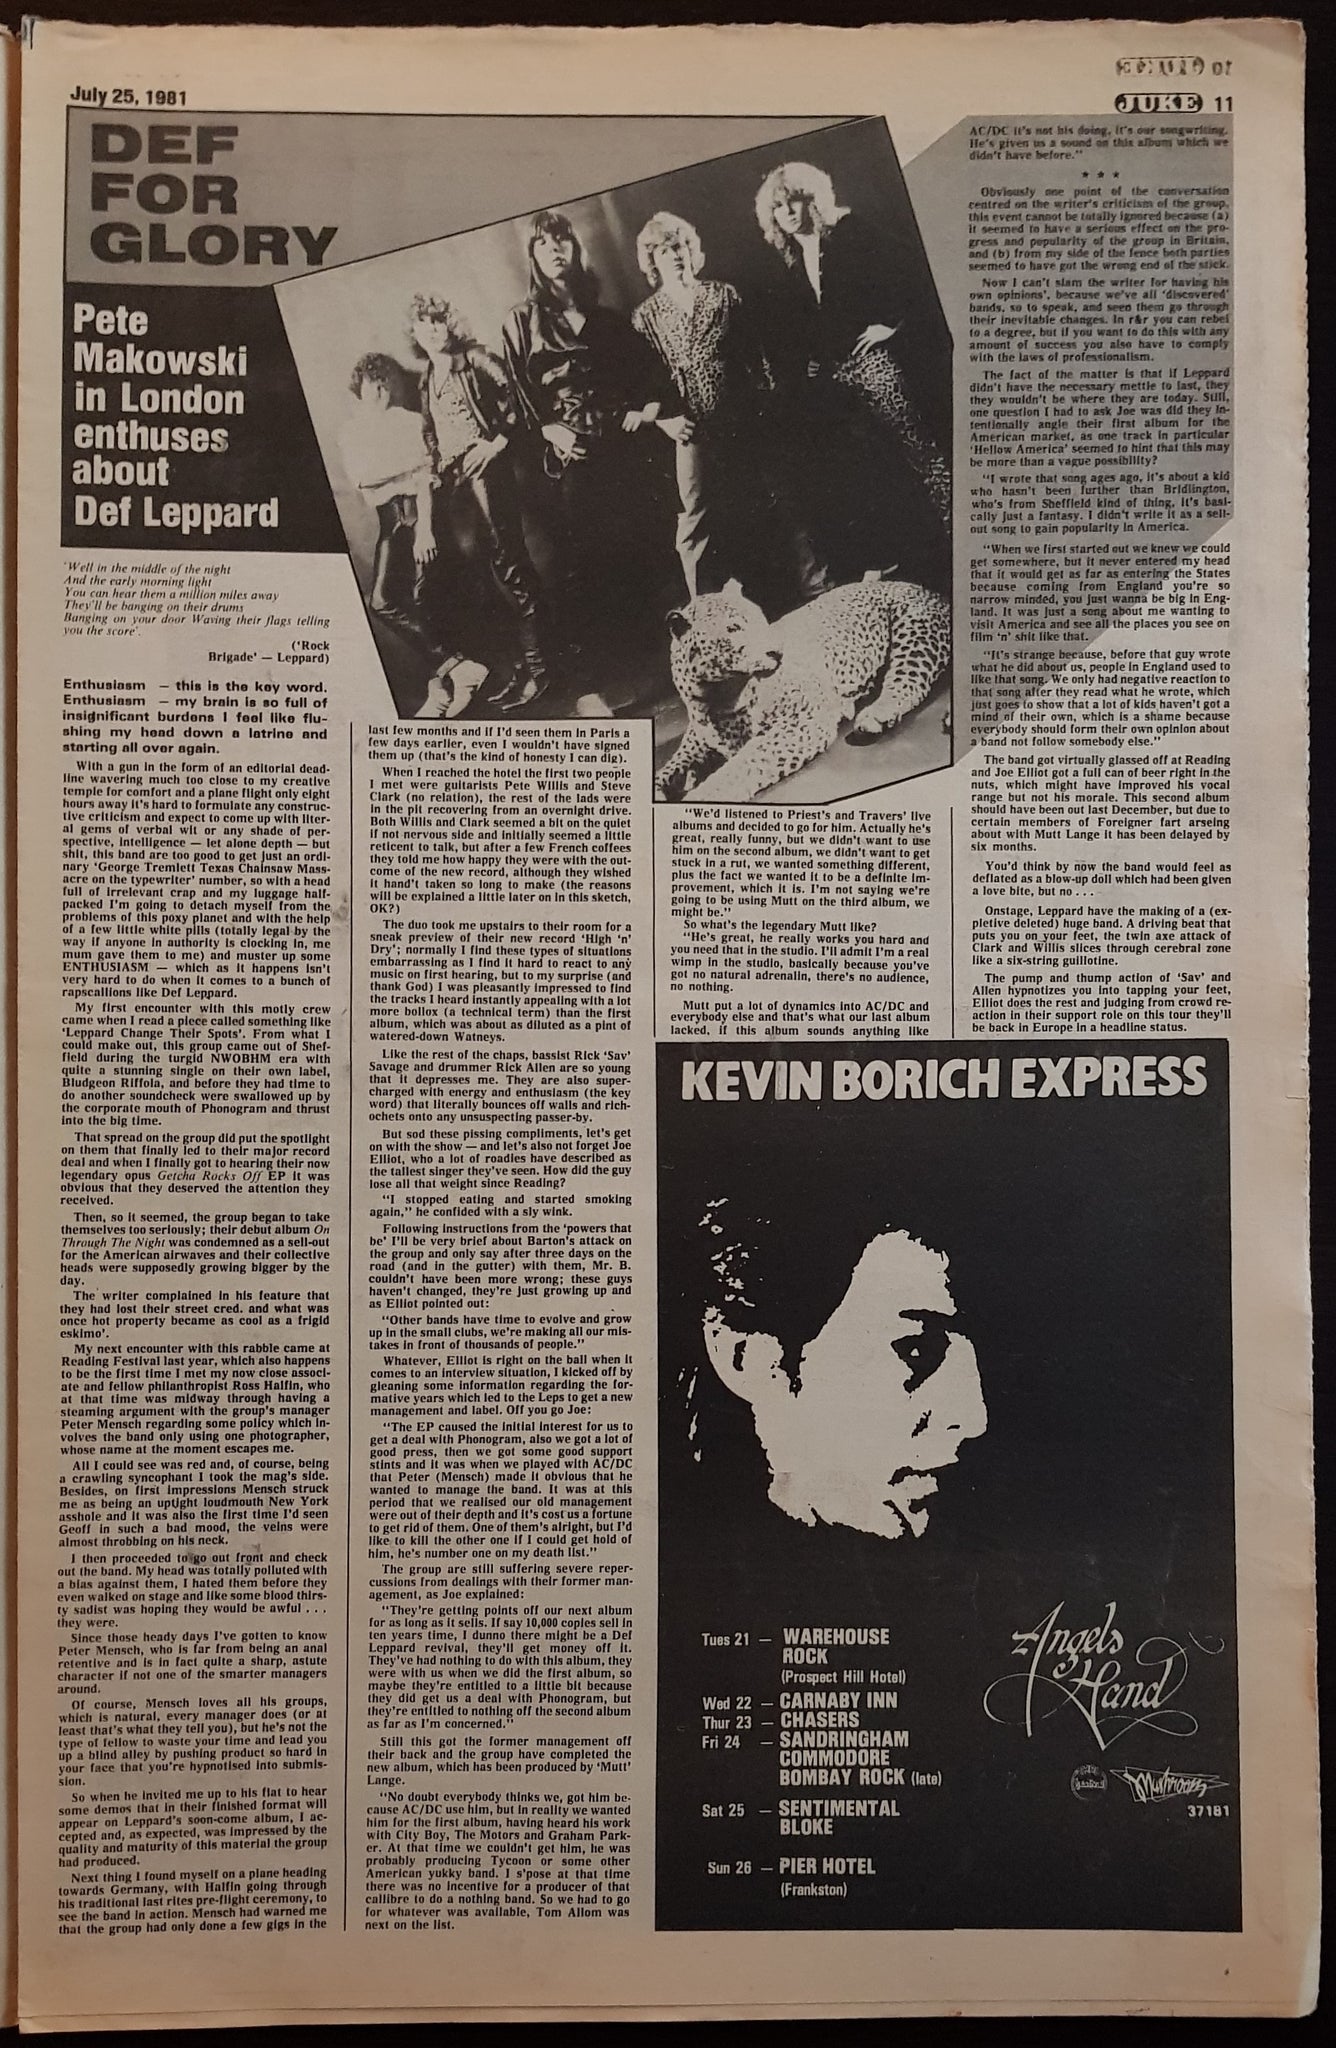 July 25, 1981
JUKE 11
DEF
FOR
GLORY
Pete
Makowski
in London
enthuses
about
Def Leppard
'Well in the middle of the night
And the early morning light
You can hear them a million miles away
They'll be banging on their drums
Banging on your door Waving their flags telling
you the score'.
('Rock
Brigade' — Leppard)
Enthusiasm — this is the key word.
Enthusiasm — my brain is so full of
insignificant burdens I feel like flu-
shing my head down a latrine and
starting all over again.
With a gun in the form of an editorial dead-
line wavering much too close to my creative
temple for comfort and a plane flight only eight
hours away it's hard to formulate any construc-
tive criticism and expect to come up with liter-
al gems of verbal wit or any shade of per-
spective, intelligence — let alone depth — but
shit, this band are too good to get just an ordi-
nary 'George Tremlett Texas Chainsaw Mass-
acre on the typewriter' number, so with a head
full of irrelevant crap and my luggage half-
packed I'm going to detach myself from the
problems of this poxy planet and with the help
of a few little white pills (totally legal by the
way if anyone in authority is clocking in, me
mum gave them to me) and muster up some
ENTHUSIASM — which as it happens isn't
very hard to do when it comes to a bunch of
rapscallions like Def Leppard.
My first encounter with this motly crew
came when I read a piece called something like
'Leppard Change Their Spots'. From what I
could make out, this group came out of Shef-
field during the turgid NWOBHM era with
quite a stunning single on their own label,
Bludgeon Riffola, and before they had time to
do another soundcheck were swallowed up by
the corporate mouth of Phonogram and thrust
into the big time.
That spread on the group did put the spotlight
on them that finally led to their major record
deal and when I finally got to hearing their now
legendary opus Getcha Rocks Off EP it was
obvious that they deserved the attention they
received.
Then, so it seemed, the group began to take
themselves too seriously; their debut album On
Through The Night was condemned as a sell-out
for the American airwaves and their collective
heads were supposedly growing bigger by the
day.
The writer complained in his feature that
they had lost their street cred. and what was
once hot property became as cool as a frigid
eskimo'.
My next encounter with this rabble came at
Reading Festival last year, which also happens
to be the first time I met my now close associ-
ate and fellow philanthropist Ross Halfin, who
at that time was midway through having a
steaming argument with the group's manager
Peter Mensch regarding some policy which in-
volves the band only using one photographer,
whose name at the moment escapes me.
All I could see was red and, of course, being
a crawling syncophant I took the mag's side.
Besides, on first impressions Mensch struck
me as being an uptight loudmouth New York
asshole and it was also the first time I'd seen
Geoff in such a bad mood, the veins were
almost throbbing on his neck.
I then proceeded to go out front and check
out the band. My head was totally polluted with
a bias against them, I hated them before they
even walked on stage and like some blood thirs-
ty sadist was hoping they would be awful . . .
they were.
Since those heady days I've gotten to know
Peter Mensch, who is far from being an anal
retentive and is in fact quite a sharp, astute
character if not one of the smarter managers
around.
Of course, Mensch loves all his groups,
which is natural, every manager does (or at
least that's what they tell you), but he's not the
type of fellow to waste your time and lead you
up a blind alley by pushing product so hard in
your face that you're hypnotised into submis-
sion.
So when he invited me up to his flat to hear
some demos that in their finished format will
appear on Leppard's soon-come album, I ac-
cepted and, as expected, was impressed by the
quality and maturity of this material the group
had produced.
Next thing I found myself on a plane heading
towards Germany, with Halfin going through
his traditional last rites pre-flight ceremony, to
see the band in action. Mensch had warned me
that the group had only done a few gigs in the
last few months and if I'd seen them in Paris a
few days earlier, even I wouldn't have signed
them up (that's the kind of honesty I can dig).
When I reached the hotel the first two people
I met were guitarists Pete Willis and Steve
Clark (no relation), the rest of the lads were
in the pit recovering from an overnight drive.
Both Willis and Clark seemed a bit on the quiet
if not nervous side and initially seemed a little
reticent to talk, but after a few French coffees
they told me how happy they were with the out-
come of the new record, although they wished
it hand't taken so long to make (the reasons
will be explained a little later on in this sketch,
OK?)
The duo took me upstairs to their room for a
sneak preview of their new record 'High 'n'
Dry'; normally I find these types of situations
embarrassing as I find it hard to react to any
music on first hearing, but to my surprise (and
thank God) I was pleasantly impressed to find
the tracks I heard instantly appealing with a lot
more bollox (a technical term) than the first
album, which was about as diluted as a pint of
watered-down Watneys.
Like the rest of the chaps, bassist Rick 'Sav'
Savage and drummer Rick Allen are so young
that it depresses me. They are also super-
charged with energy and enthusiasm (the key
word) that literally bounces off walls and rich-
ochets onto any unsuspecting passer-by.
But sod these pissing compliments, let's get
on with the show — and let's also not forget Joe
Elliot, who a lot of roadies have described as
the tallest singer they've seen. How did the guy
lose all that weight since Reading?
"I stopped eating and started smoking
again," he confided with a sly wink.
Following instructions from the 'powers that
be' I'll be very brief about Barton's attack on
the group and only say after three days on the
road (and in the gutter) with them, Mr. B.
couldn't have been more wrong; these guys
haven't changed, they're just growing up and
as Elliot pointed out:
"Other bands have time to evolve and grow
up in the small clubs, we're making all our mis-
takes in front of thousands of people."
Whatever, Elliot is right on the ball when it
comes to an interview situation, I kicked off by
gleaning some information regarding the for-
mative years which led to the Leps to get a new
management and label. Off you go Joe:
"The EP caused the initial interest for us to
get a deal with Phonogram, also we got a lot of
good press, then we got some good support
stints and it was when we played with AC/DC
that Peter (Mensch) made it obvious that he
wanted to manage the band. It was at this
period that we realised our old management
were out of their depth and it's cost us a fortune
to get rid of them. One of them's alright, but I'd
like to kill the other one if I could get hold of
him, he's number one on my death list."
The group are still suffering severe reper-
cussions from dealings with their former man-
agement, as Joe explained:
"They're getting points off our next album
for as long as it sells. If say 10,000 copies sell in
ten years time, I dunno there might be a Def
Leppard revival, they'll get money off it.
They've had nothing to do with this album, they
were with us when we did the first album, so
maybe they're entitled to a little bit because
they did get us a deal with Phonogram, but
they're entitled to nothing off the second album
as far as I'm concerned."
Still this got the former management off
their back and the group have completed the
new album, which has been produced by 'Mutt'
Lange.
"No doubt everybody thinks we, got him be-
cause AC/DC use him, but in reality we wanted
him for the first album, having heard his work
with City Boy, The Motors and Graham Park-
er. At that time we couldn't get him, he was
probably producing Tycoon or some other
American yukky band. I s'pose at that time
there was no incentive for a producer of that
callibre to do a nothing band. So we had to go
for whatever was available, Tom Allom was
next on the list.
"We'd listened to Priest's and Travers' live
albums and decided to go for him. Actually he's
great, really funny, but we didn't want to use
him on the second album, we didn't want to get
stuck in a rut, we wanted something different,
plus the fact we wanted it to be a definite im-
provement, which it is. I'm not saying we're
going to be using Mutt on the third album, we
might be."
So what's the legendary Mutt like?
"He's great, he really works you hard and
you need that in the studio. I'll admit I'm a real
wimp in the studio, basically because you've
got no natural adrenalin, there's no audience,
no nothing.
Mutt put a lot of dynamics into AC/DC and
everybody else and that's what our last album
lacked, if this album sounds anything like
AC/DC it's not his doing, it's our songwriting.
He's given us a sound on this album which we
didn't have before."
* * *
Obviously one point of the conversation
centred on the writer's criticism of the group,
this event cannot be totally ignored because (a)
it seemed to have a serious effect on the pro-
gress and popularity of the group in Britain,
and (b) from my side of the fence both parties
seemed to have got the wrong end of the stick.
Now I can't slam the writer for having his
own opinions', because we've all 'discovered'
bands, so to speak, and seen them go through
their inevitable changes. In r&r you can rebel
to a degree, but if you want to do this with any
amount of success you also have to comply
with the laws of professionalism.
The fact of the matter is that if Leppard
didn't have the necessary mettle to last, they
they wouldn't be where they are today. Still,
one question I had to ask Joe was did they in-
tentionally angle their first album for the
American market, as one track in particular
'Hellow America' seemed to hint that this may
be more than a vague possibility?
"I wrote that song ages ago, it's about a kid
who hasn't been further than Bridlington,
who's from Sheffield kind of thing. It's basi-
cally just a fantasy. I didn't write it as a sell-
out song to gain popularity in America.
"When we first started out we knew we could
get somewhere, but it never entered my head
that it would get as far as entering the States
because coming from England you're so
narrow minded, you just wanna be big in Eng-
land. It was just a song about me wanting to
visit America and see all the places you see on
film 'n' shit like that.
"It's strange because, before that guy wrote
what he did about us, people in England used to
like that song. We only had negative reaction to
that song after they read what he wrote, which
just goes to show that a lot of kids haven't got a
mind of their own, which is a shame because
everybody should form their own opinion about
a band not follow somebody else."
The band got virtually glassed off at Reading
and Joe Elliot got a full can of beer right in the
nuts, which might have improved his vocal
range but not his morale. This second album
should have been out last December, but due to
certain members of Foreigner fart arseing
about with Mutt Lange it has been delayed by
six months.
You'd think by now the band would feel as
deflated as a blow-up doll which had been given
a love bite, but no . . .
Onstage, Leppard have the making of a (ex-
pletive deleted) huge band. A driving beat that
puts you on your feet, the twin axe attack of
Clark and Willis slices through cerebral zone
like a six-string guillotine.
The pump and thump action of 'Sav' and
Allen hypnotizes you into tapping your feet,
Elliot does the rest and judging from crowd re-
action in their support role on this tour they'll
be back in Europe in a headline status.
KEVIN BORICH EXPRESS
Tues 21 — WAREHOUSE
ROCK
(Prospect Hill Hotel)
Wed 22 — CARNABY INN
Thur 23 — CHASERS
Fri 24 — SANDRINGHAM
COMMODORE
BOMBAY ROCK (late)
Sat 25 — SENTIMENTAL
BLOKE
Sun 26 — PIER HOTEL
(Frankston)
Angels
Hand
Mushroom
37181